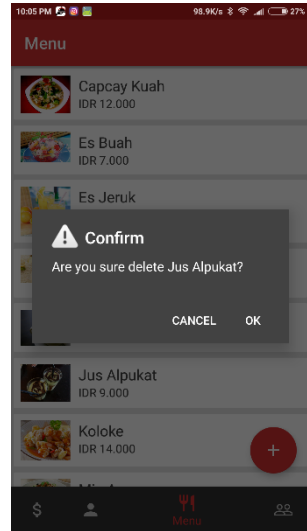 10:05 PM
98.9K/s
27%
Menu
Capcay Kuah
IDR 12.000
Es Buah
IDR 7.000
Es Jeruk
Confirm
Are you sure delete Jus Alpukat?
CANCEL
OK
Jus Alpukat
IDR 9.000
Koloke
IDR 14.000
Menu